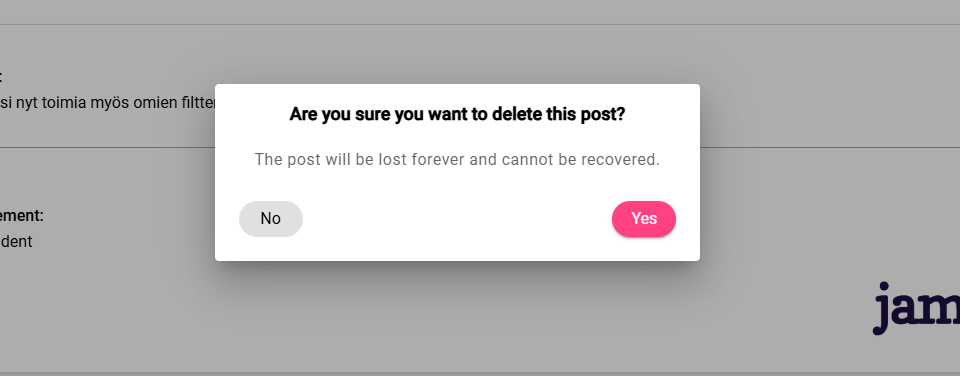 :
si nyt toimia myös omien
Are you sure you want to delete this post?
The post will be lost forever and cannot be recovered.
No
Yes
ement:
dent
jam